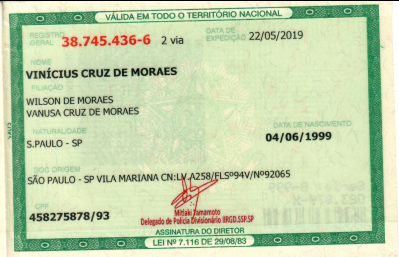 VÁLIDA EM TODO O TERRITÓRIO NACIONAL
REGISTRO GERAL 38.745.436-6 2 via DATA DE EXPEDIÇÃO 22/05/2019
NOME
VINÍCIUS CRUZ DE MORAES
FILIAÇÃO
WILSON DE MORAES
VANUSA CRUZ DE MORAES
NATURALIDADE DATA DE NASCIMENTO
S.PAULO - SP 04/06/1999
DOC ORIGEM
SÃO PAULO - SP VILA MARIANA CN:LV.A258/FLSº94V/Nº92065
CPF
458275878/93
Mitiaki Yamamoto
Delegado de Polícia Divisionário IIRGD.SSP.SP
ASSINATURA DO DIRETOR
LEI Nº 7.116 DE 29/08/83